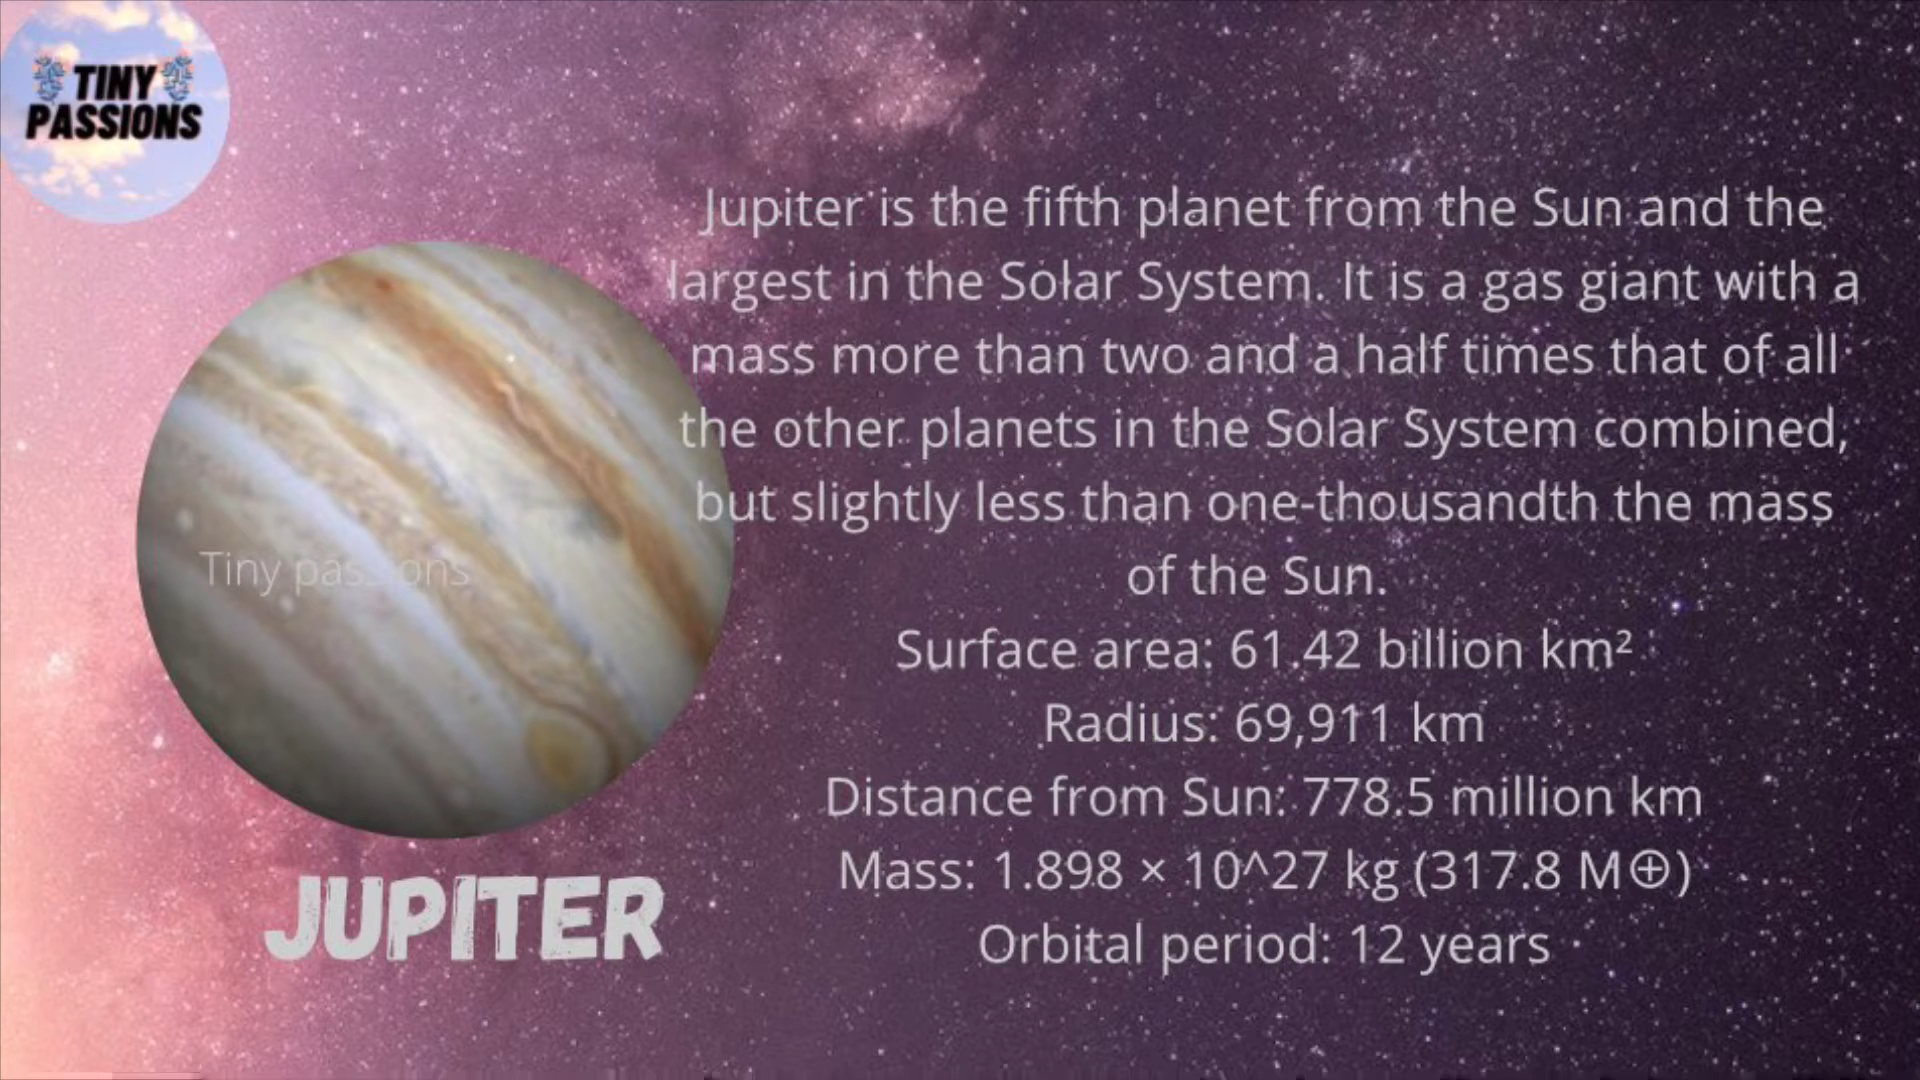 TINY
PASSIONS
Jupiter is the fifth planet from the Sun and the
largest in the Solar System. It is a gas giant with a
mass more than two and a half times that of all
the other planets in the Solar System combined,
but slightly less than one-thousandth the mass
of the Sun.
Surface area: 61.42 billion km²
Radius: 69,911 km
Distance from Sun: 778.5 million km
Mass: 1.898 × 10^27 kg (317.8 M⊕)
Orbital period: 12 years
Tiny passions
JUPITER